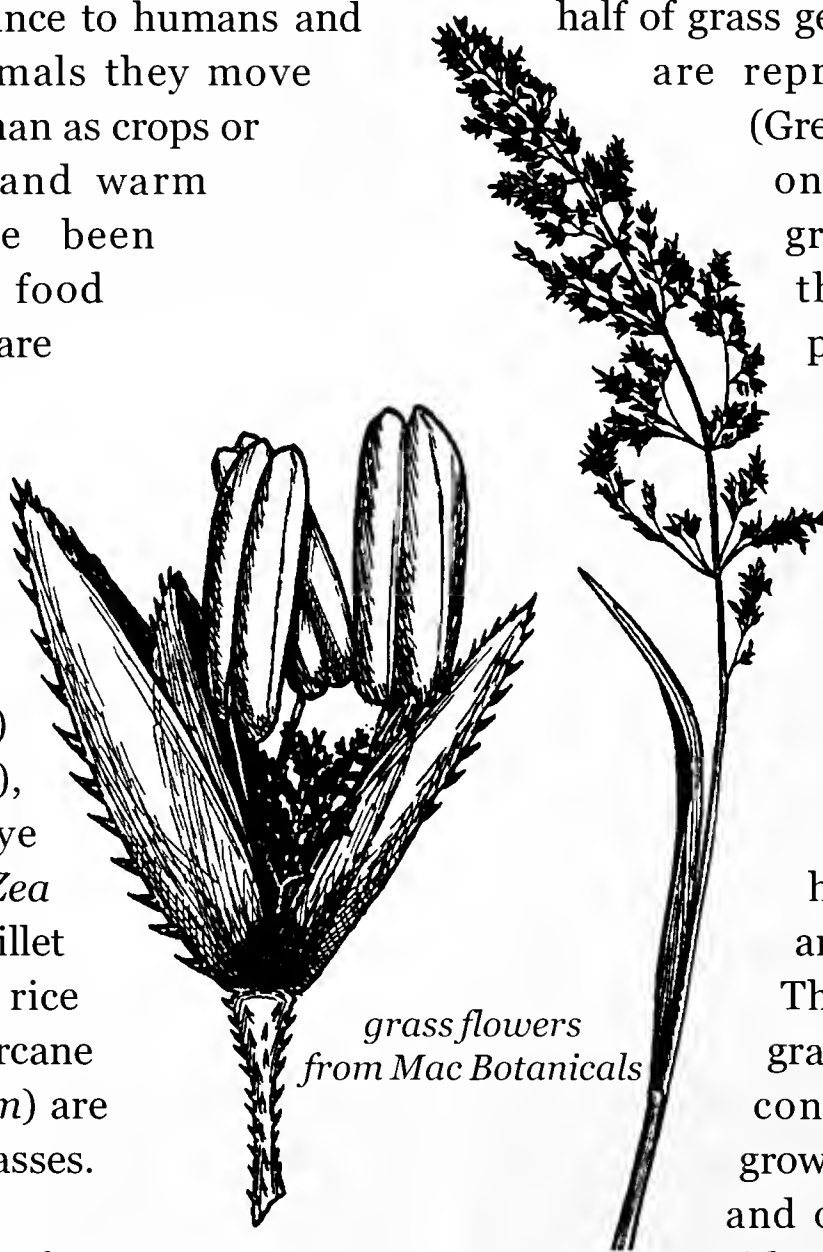 nce to humans and
mals they move
han as crops or
and warm
e been
food
are
)
),
ye
Zea
illet
rice
rcane
m) are
asses.
grass flowers
from Mac Botanicals
half of grass ge
are repr
(Gre
on
gr
th
p
h
ar
Th
gra
con
grow
and o